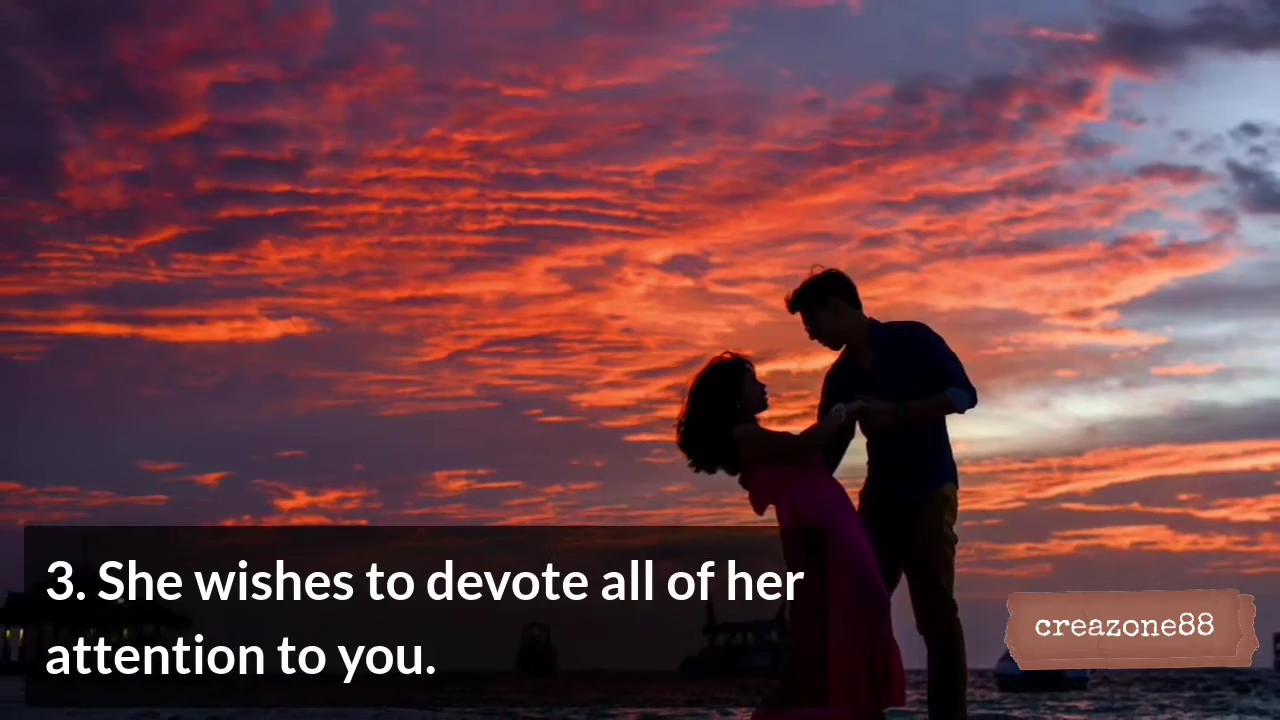 3. She wishes to devote all of her
attention to you.
creazone88